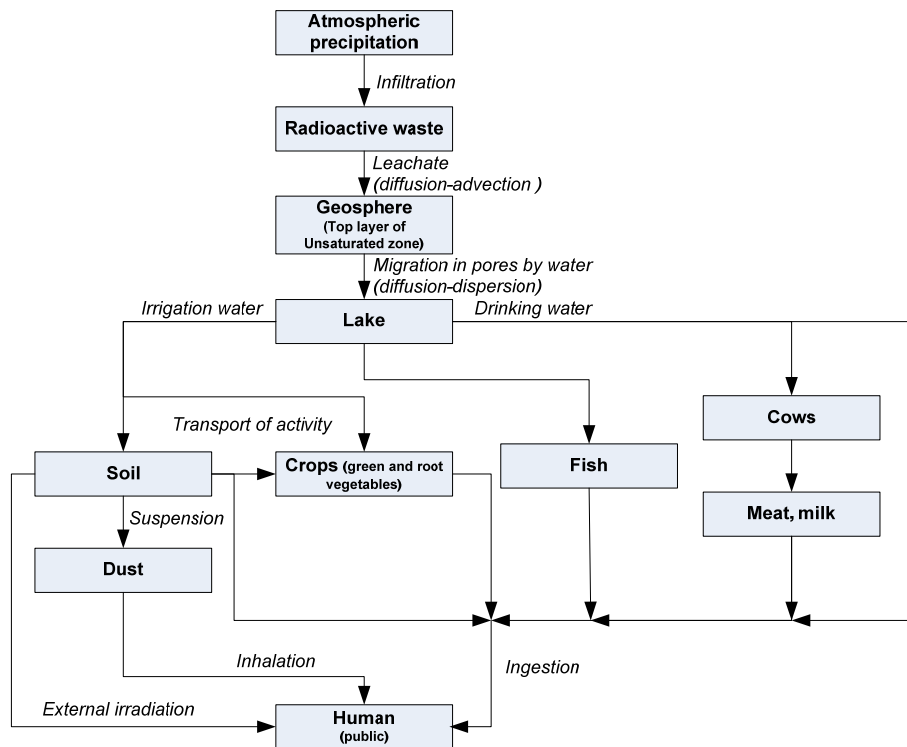 Atmospheric
precipitation
Infiltration
Radioactive waste
Leachate
(diffusion-advection )
Geosphere
(Top layer of
Unsaturated zone)
Migration in pores by water
(diffusion-dispersion)
Irrigation water
Lake
Drinking water
Cows
Transport of activity
Soil
Crops (green and root
vegetables)
Fish
Meat, milk
Suspension
Dust
Inhalation
Ingestion
External irradiation
Human
(public)